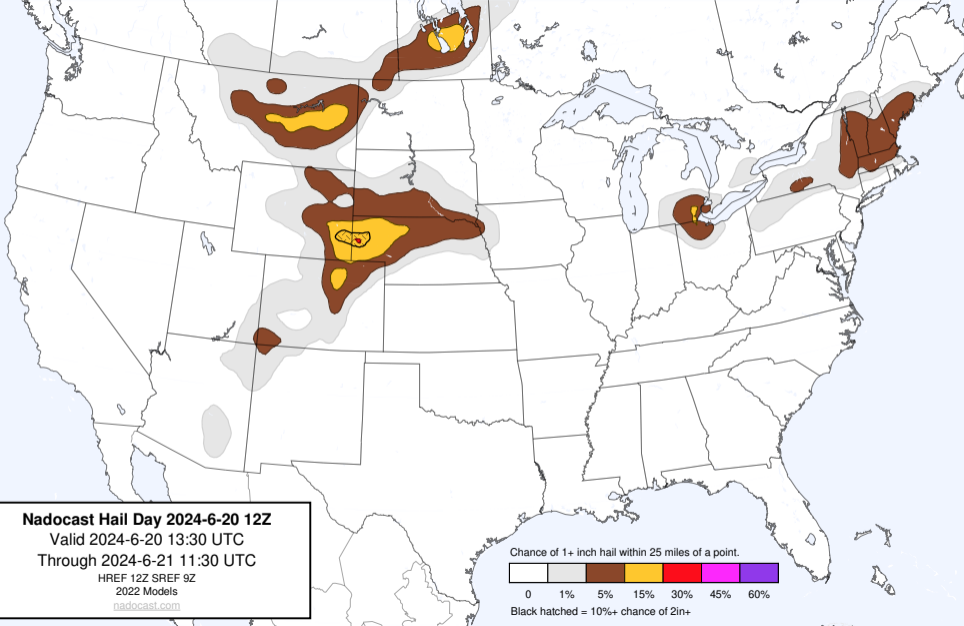 Nadocast Hail Day 2024-6-20 12Z
Valid 2024-6-20 13:30 UTC
Through 2024-6-21 11:30 UTC
HREF 12Z SREF 9Z
2022 Models
nadocast.com
Chance of 1+ inch hail within 25 miles of a point.
0 1% 5% 15% 30% 45% 60%
Black hatched = 10%+ chance of 2in+